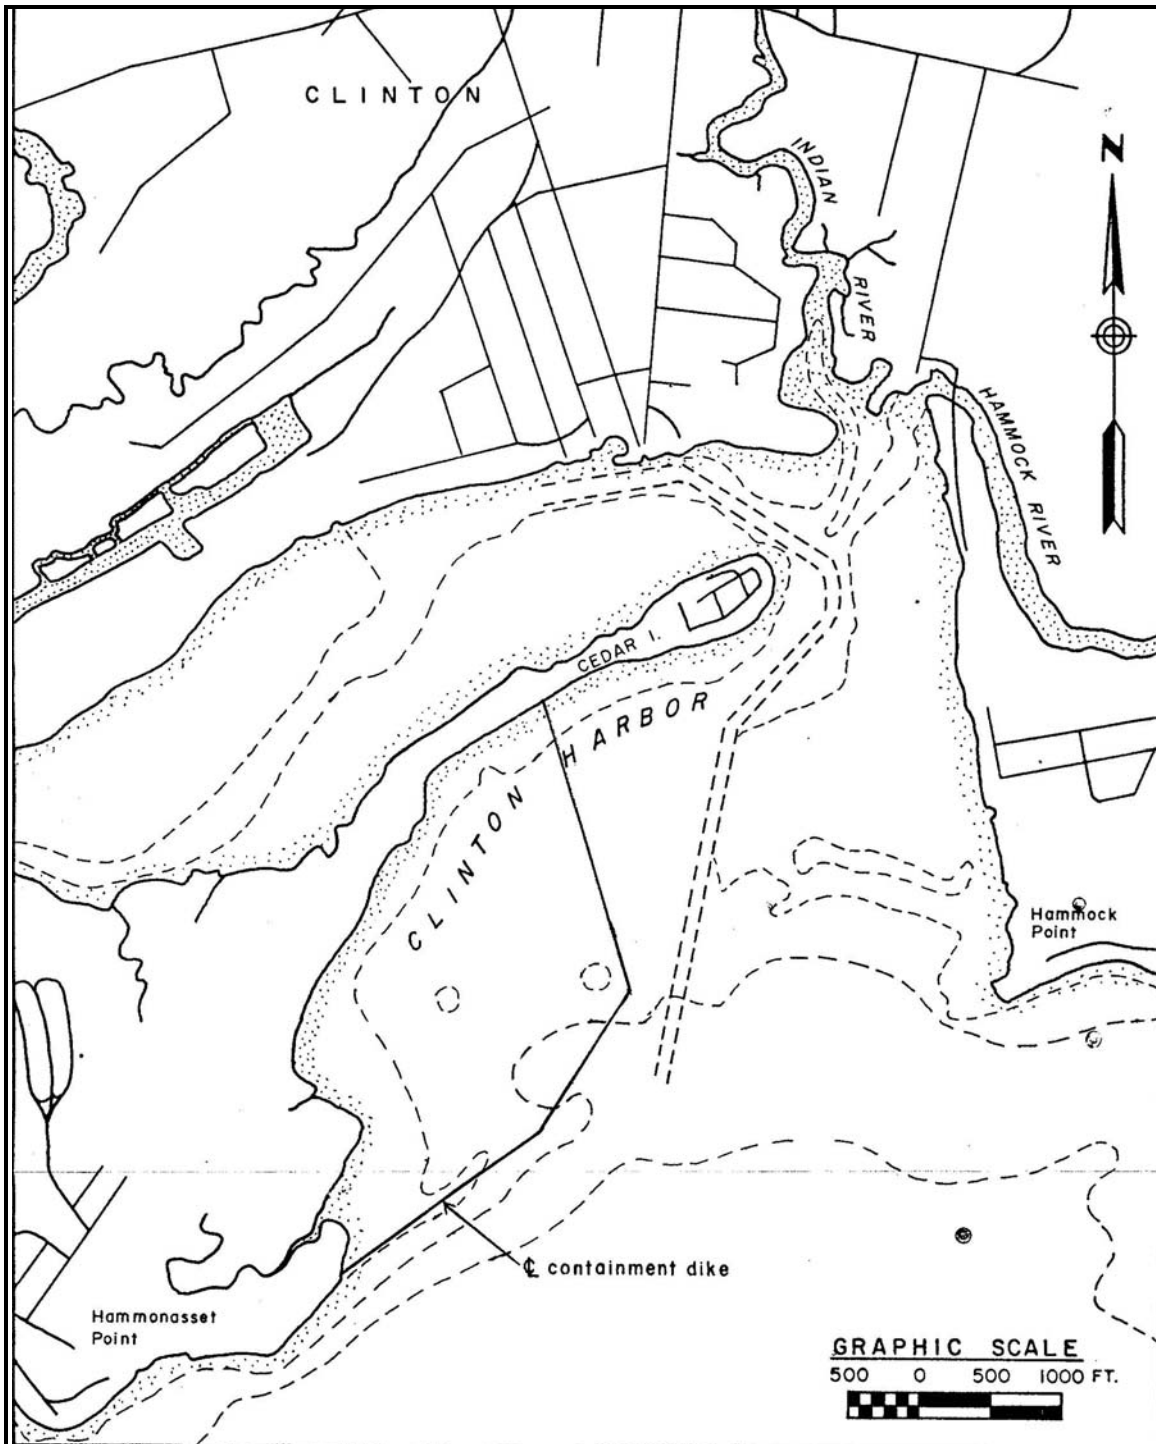 CLINTON
INDIAN
RIVER
N
HAMMOCK RIVER
CEDAR I.
CLINTON HARBOR
Hammock
Point
℄ containment dike
Hammonasset
Point
GRAPHIC SCALE
500 0 500 1000 FT.